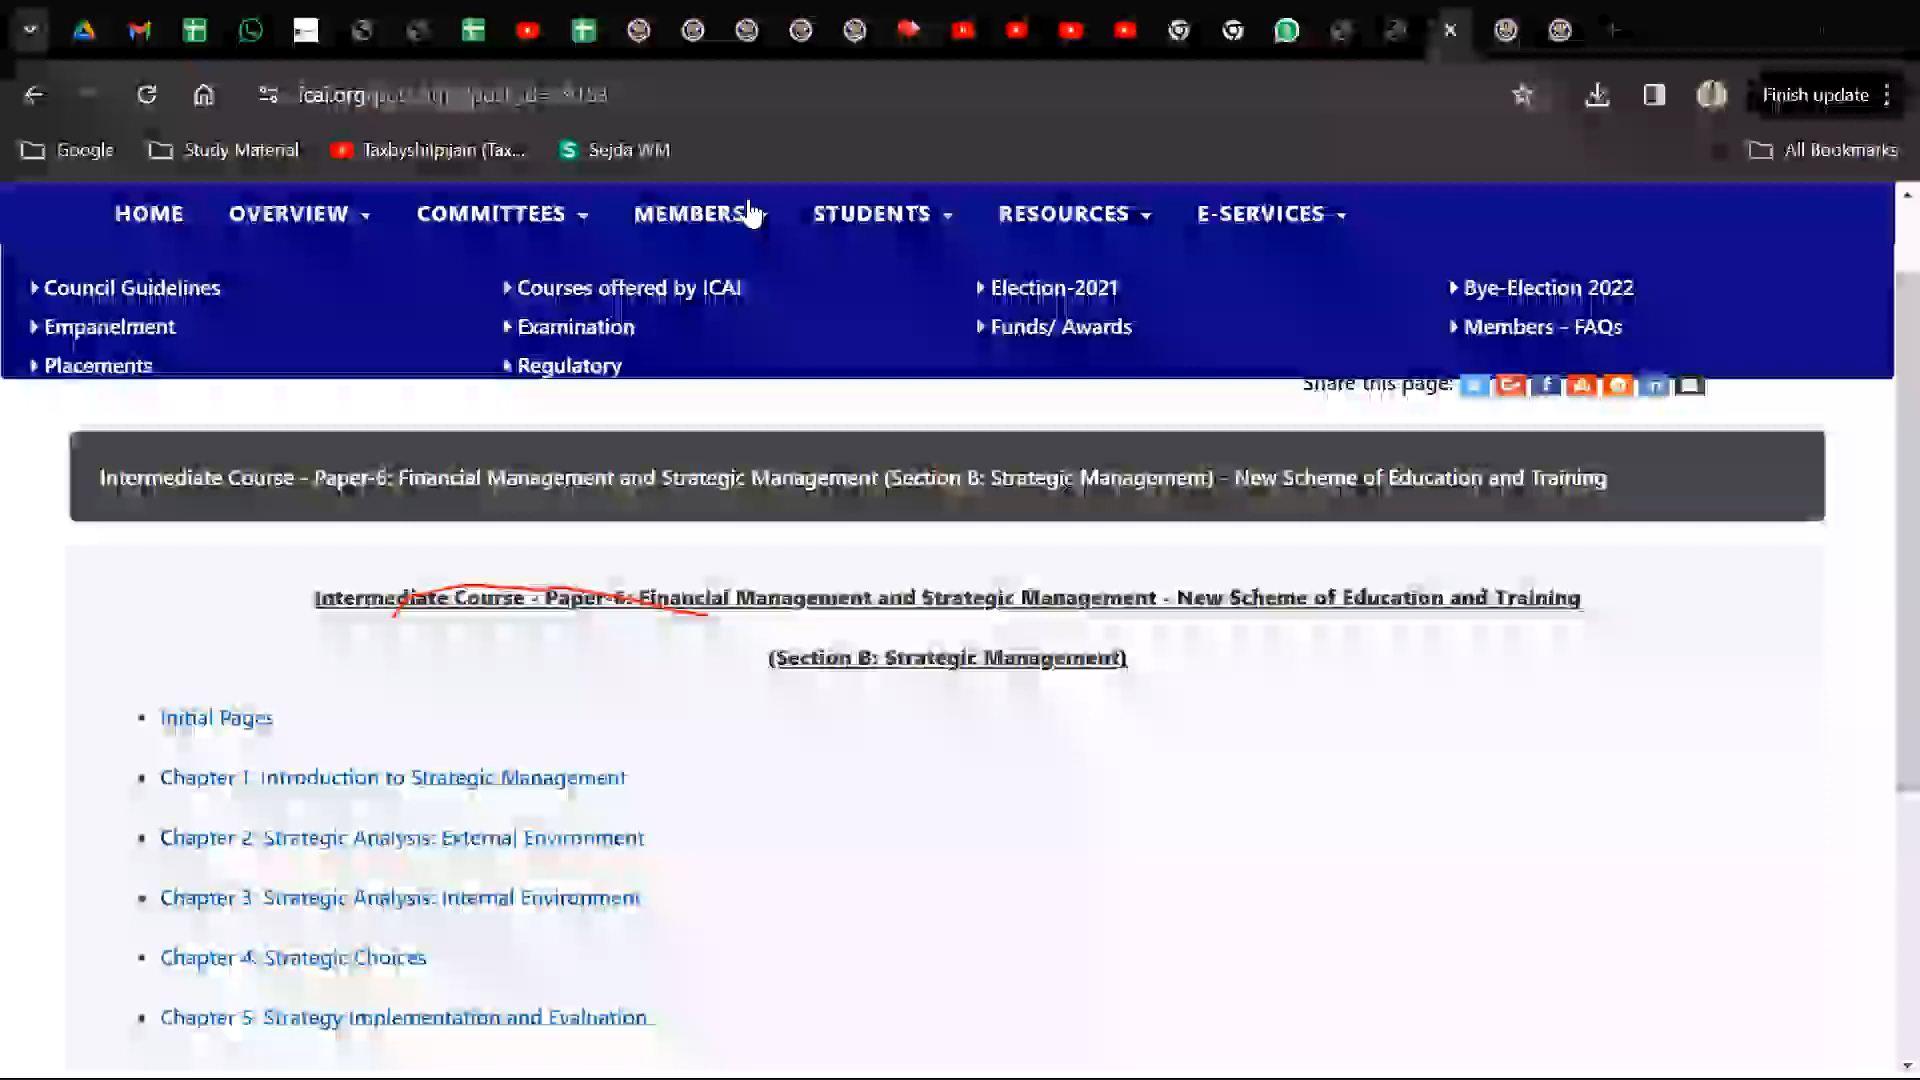 icai.org
Finish update
Google
Study Material
Taxbyshilpijain (Tax...
Sejda WM
All Bookmarks
HOME
OVERVIEW
COMMITTEES
MEMBERS
STUDENTS
RESOURCES
E-SERVICES
Council Guidelines
Courses offered by ICAI
Election-2021
Bye-Election 2022
Empanelment
Examination
Funds/ Awards
Members - FAQs
Placements
Regulatory
Share this page:
Intermediate Course - Paper-6: Financial Management and Strategic Management (Section B: Strategic Management) - New Scheme of Education and Training
Intermediate Course - Paper-6: Financial Management and Strategic Management - New Scheme of Education and Training
(Section B: Strategic Management)
Initial Pages
Chapter 1: Introduction to Strategic Management
Chapter 2: Strategic Analysis: External Environment
Chapter 3: Strategic Analysis: Internal Environment
Chapter 4: Strategic Choices
Chapter 5: Strategy Implementation and Evaluation